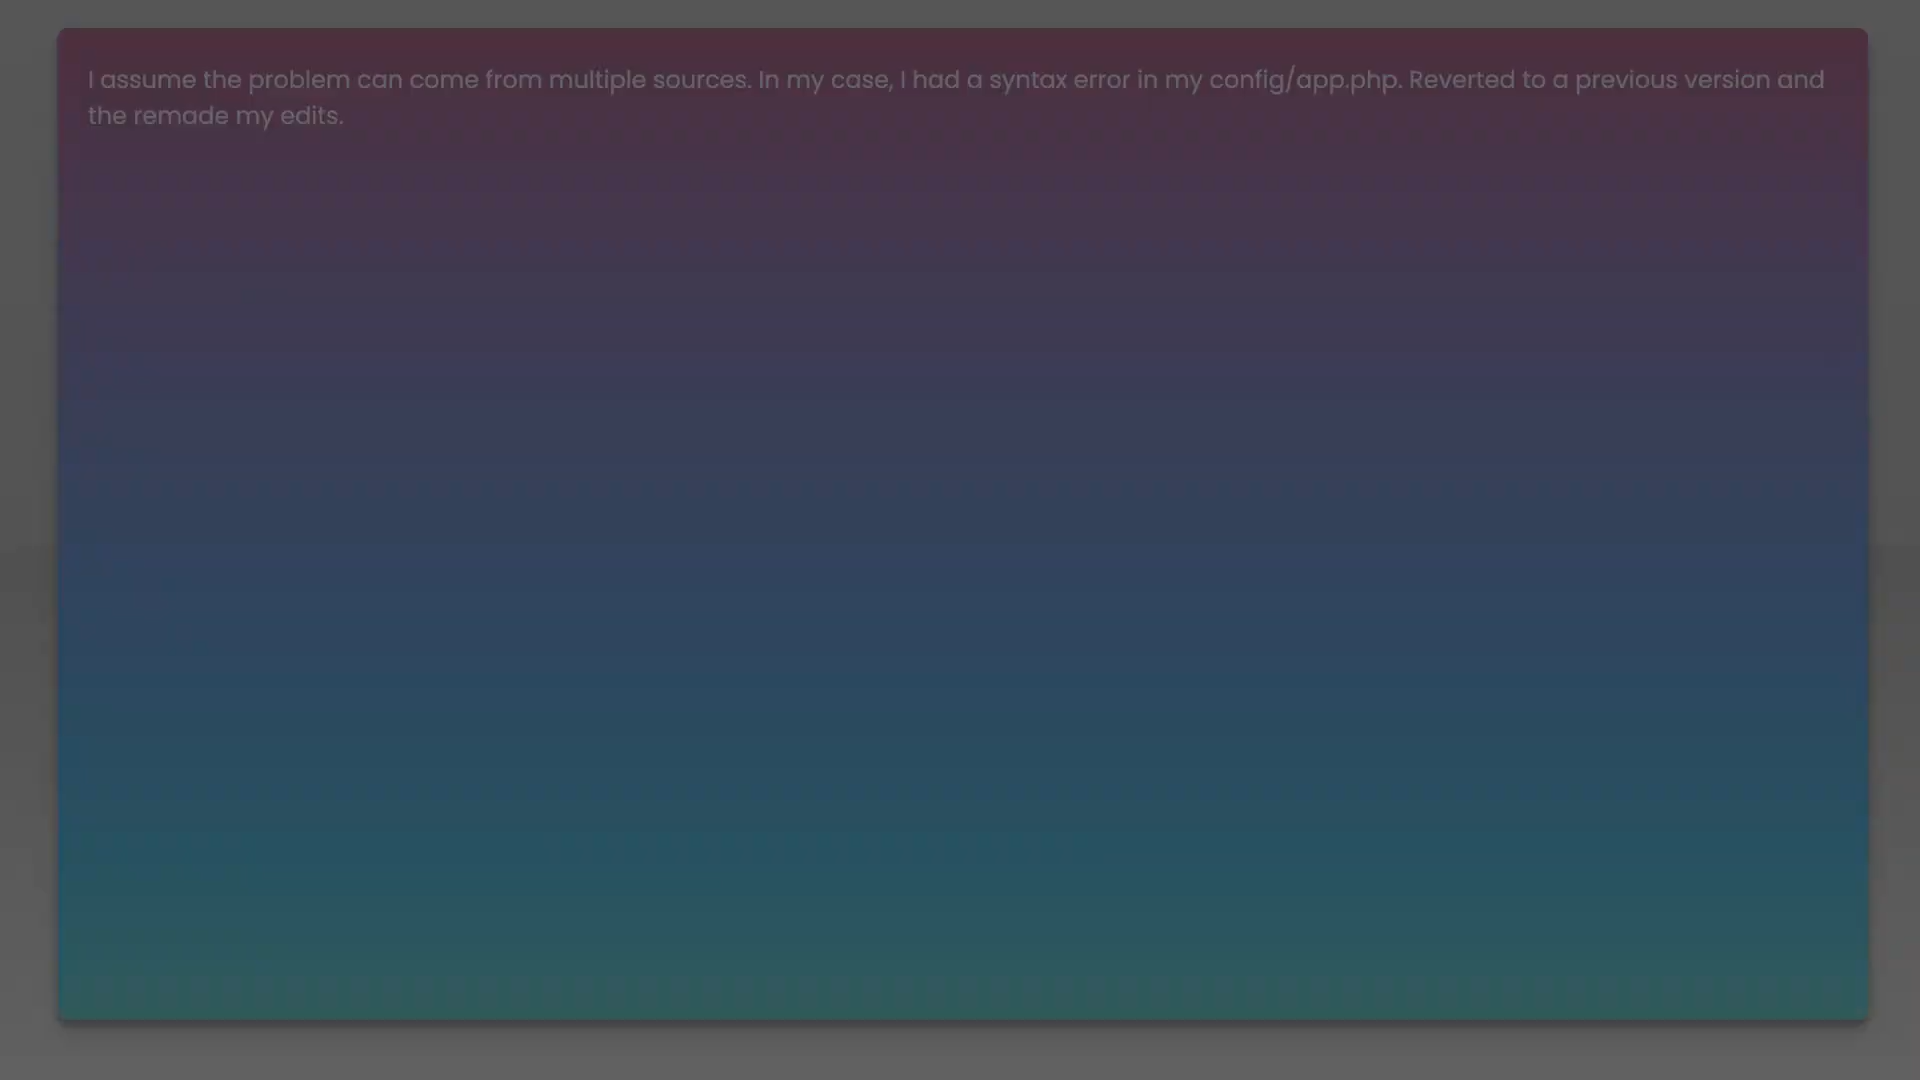 I assume the problem can come from multiple sources. In my case, I had a syntax error in my config/app.php. Reverted to a previous version and
the remade my edits.